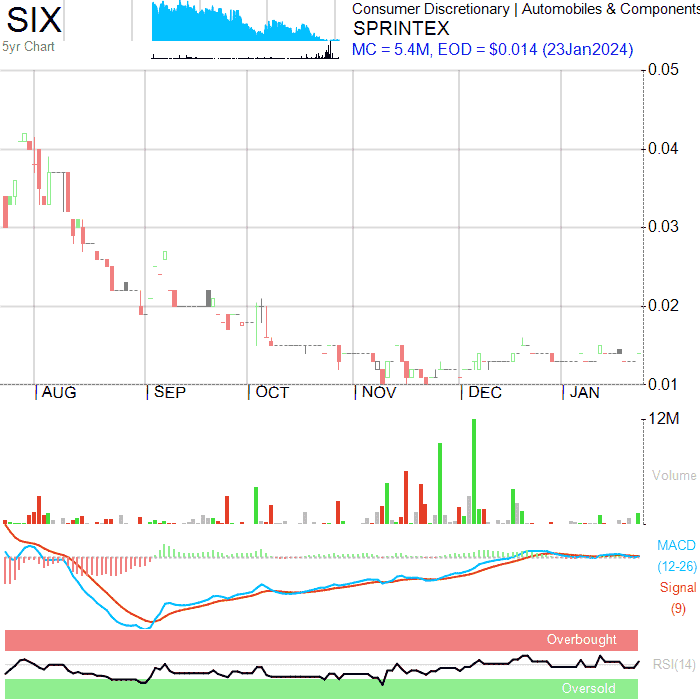 SIX
5yr Chart
Consumer Discretionary | Automobiles & Components
SPRINTEX
MC = 5.4M, EOD = $0.014 (23Jan2024)
0.05
0.04
0.03
0.02
0.01
AUG
SEP
OCT
NOV
DEC
JAN
12M
Volume
MACD
(12-26)
Signal
(9)
Overbought
RSI(14)
Oversold